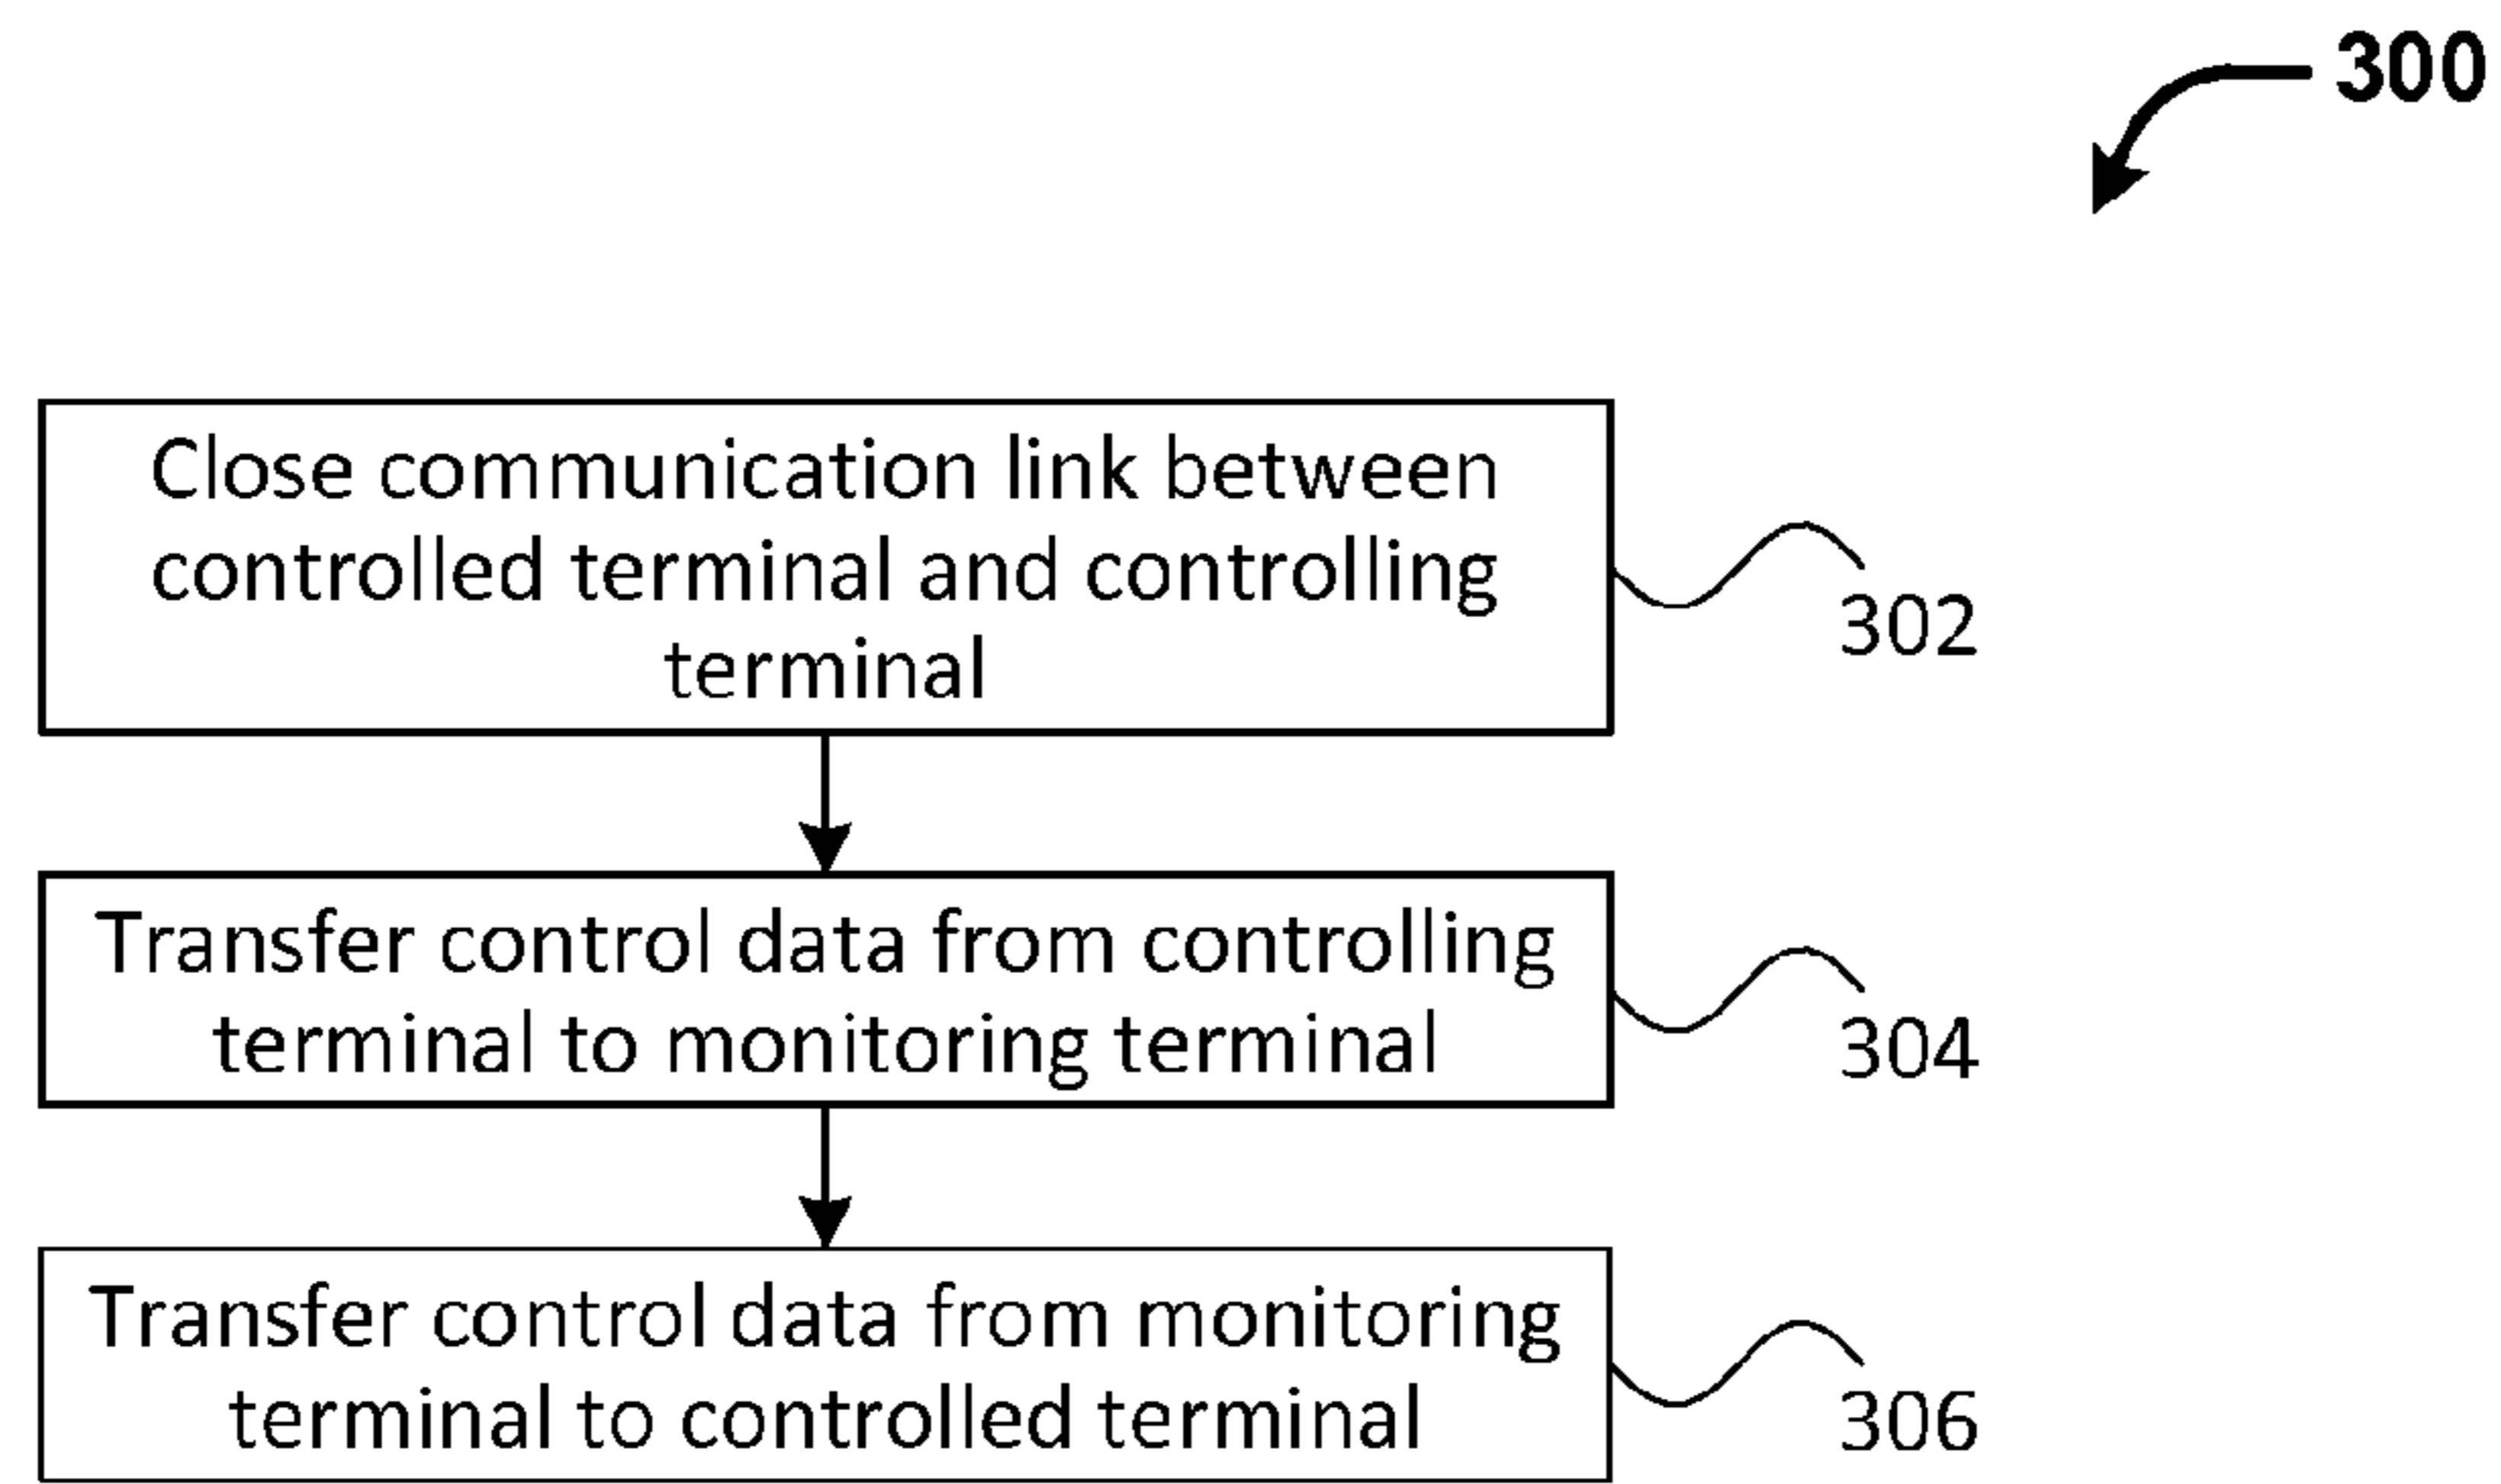 300
Close communication link between
controlled terminal and controlling
terminal
302
Transfer control data from controlling
terminal to monitoring terminal
304
Transfer control data from monitoring
terminal to controlled terminal
306